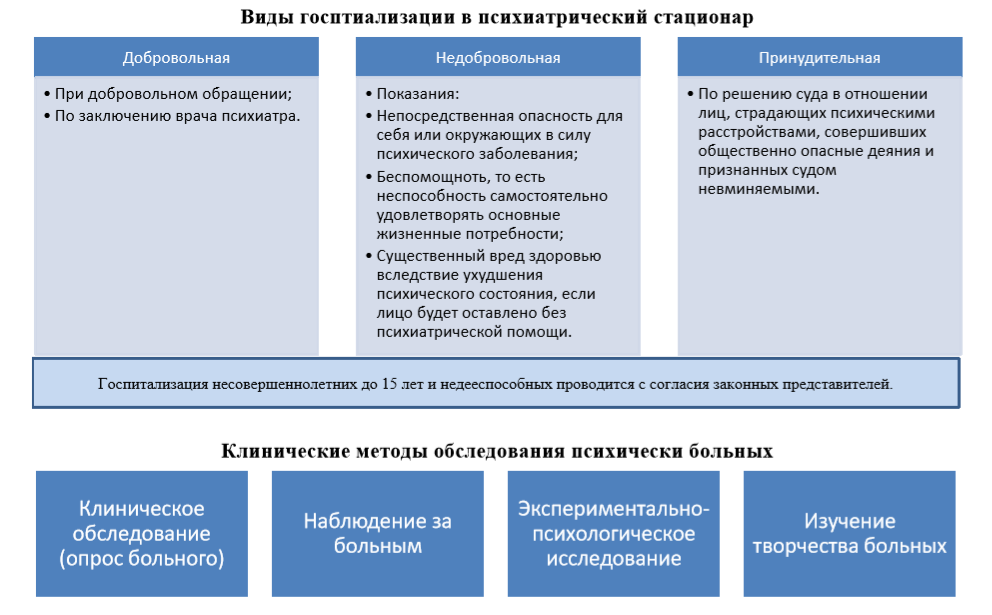 Виды госптиализации в психиатрический стационар
Добровольная
• При добровольном обращении;
• По заключению врача психиатра.
Недобровольная
• Показания:
• Непосредственная опасность для
себя или окружающих в силу
психического заболевания;
• Беспомощноть, то есть
неспособность самостоятельно
удовлетворять основные
жизненные потребности;
• Существенный вред здоровью
вследствие ухудшения
психического состояния, если
лицо будет оставлено без
психиатрической помощи.
Принудительная
• По решению суда в отношении
лиц, страдающих психическими
расстройствами, совершивших
общественно опасные деяния и
признанных судом
невминяемыми.
Госпитализация несовершеннолетних до 15 лет и недееспособных проводится с согласия законных представителей.
Клинические методы обследования психически больных
Клиническое
обследование
(опрос больного)
Наблюдение за
больным
Экспериментально-
психологическое
исследование
Изучение
творчества больных